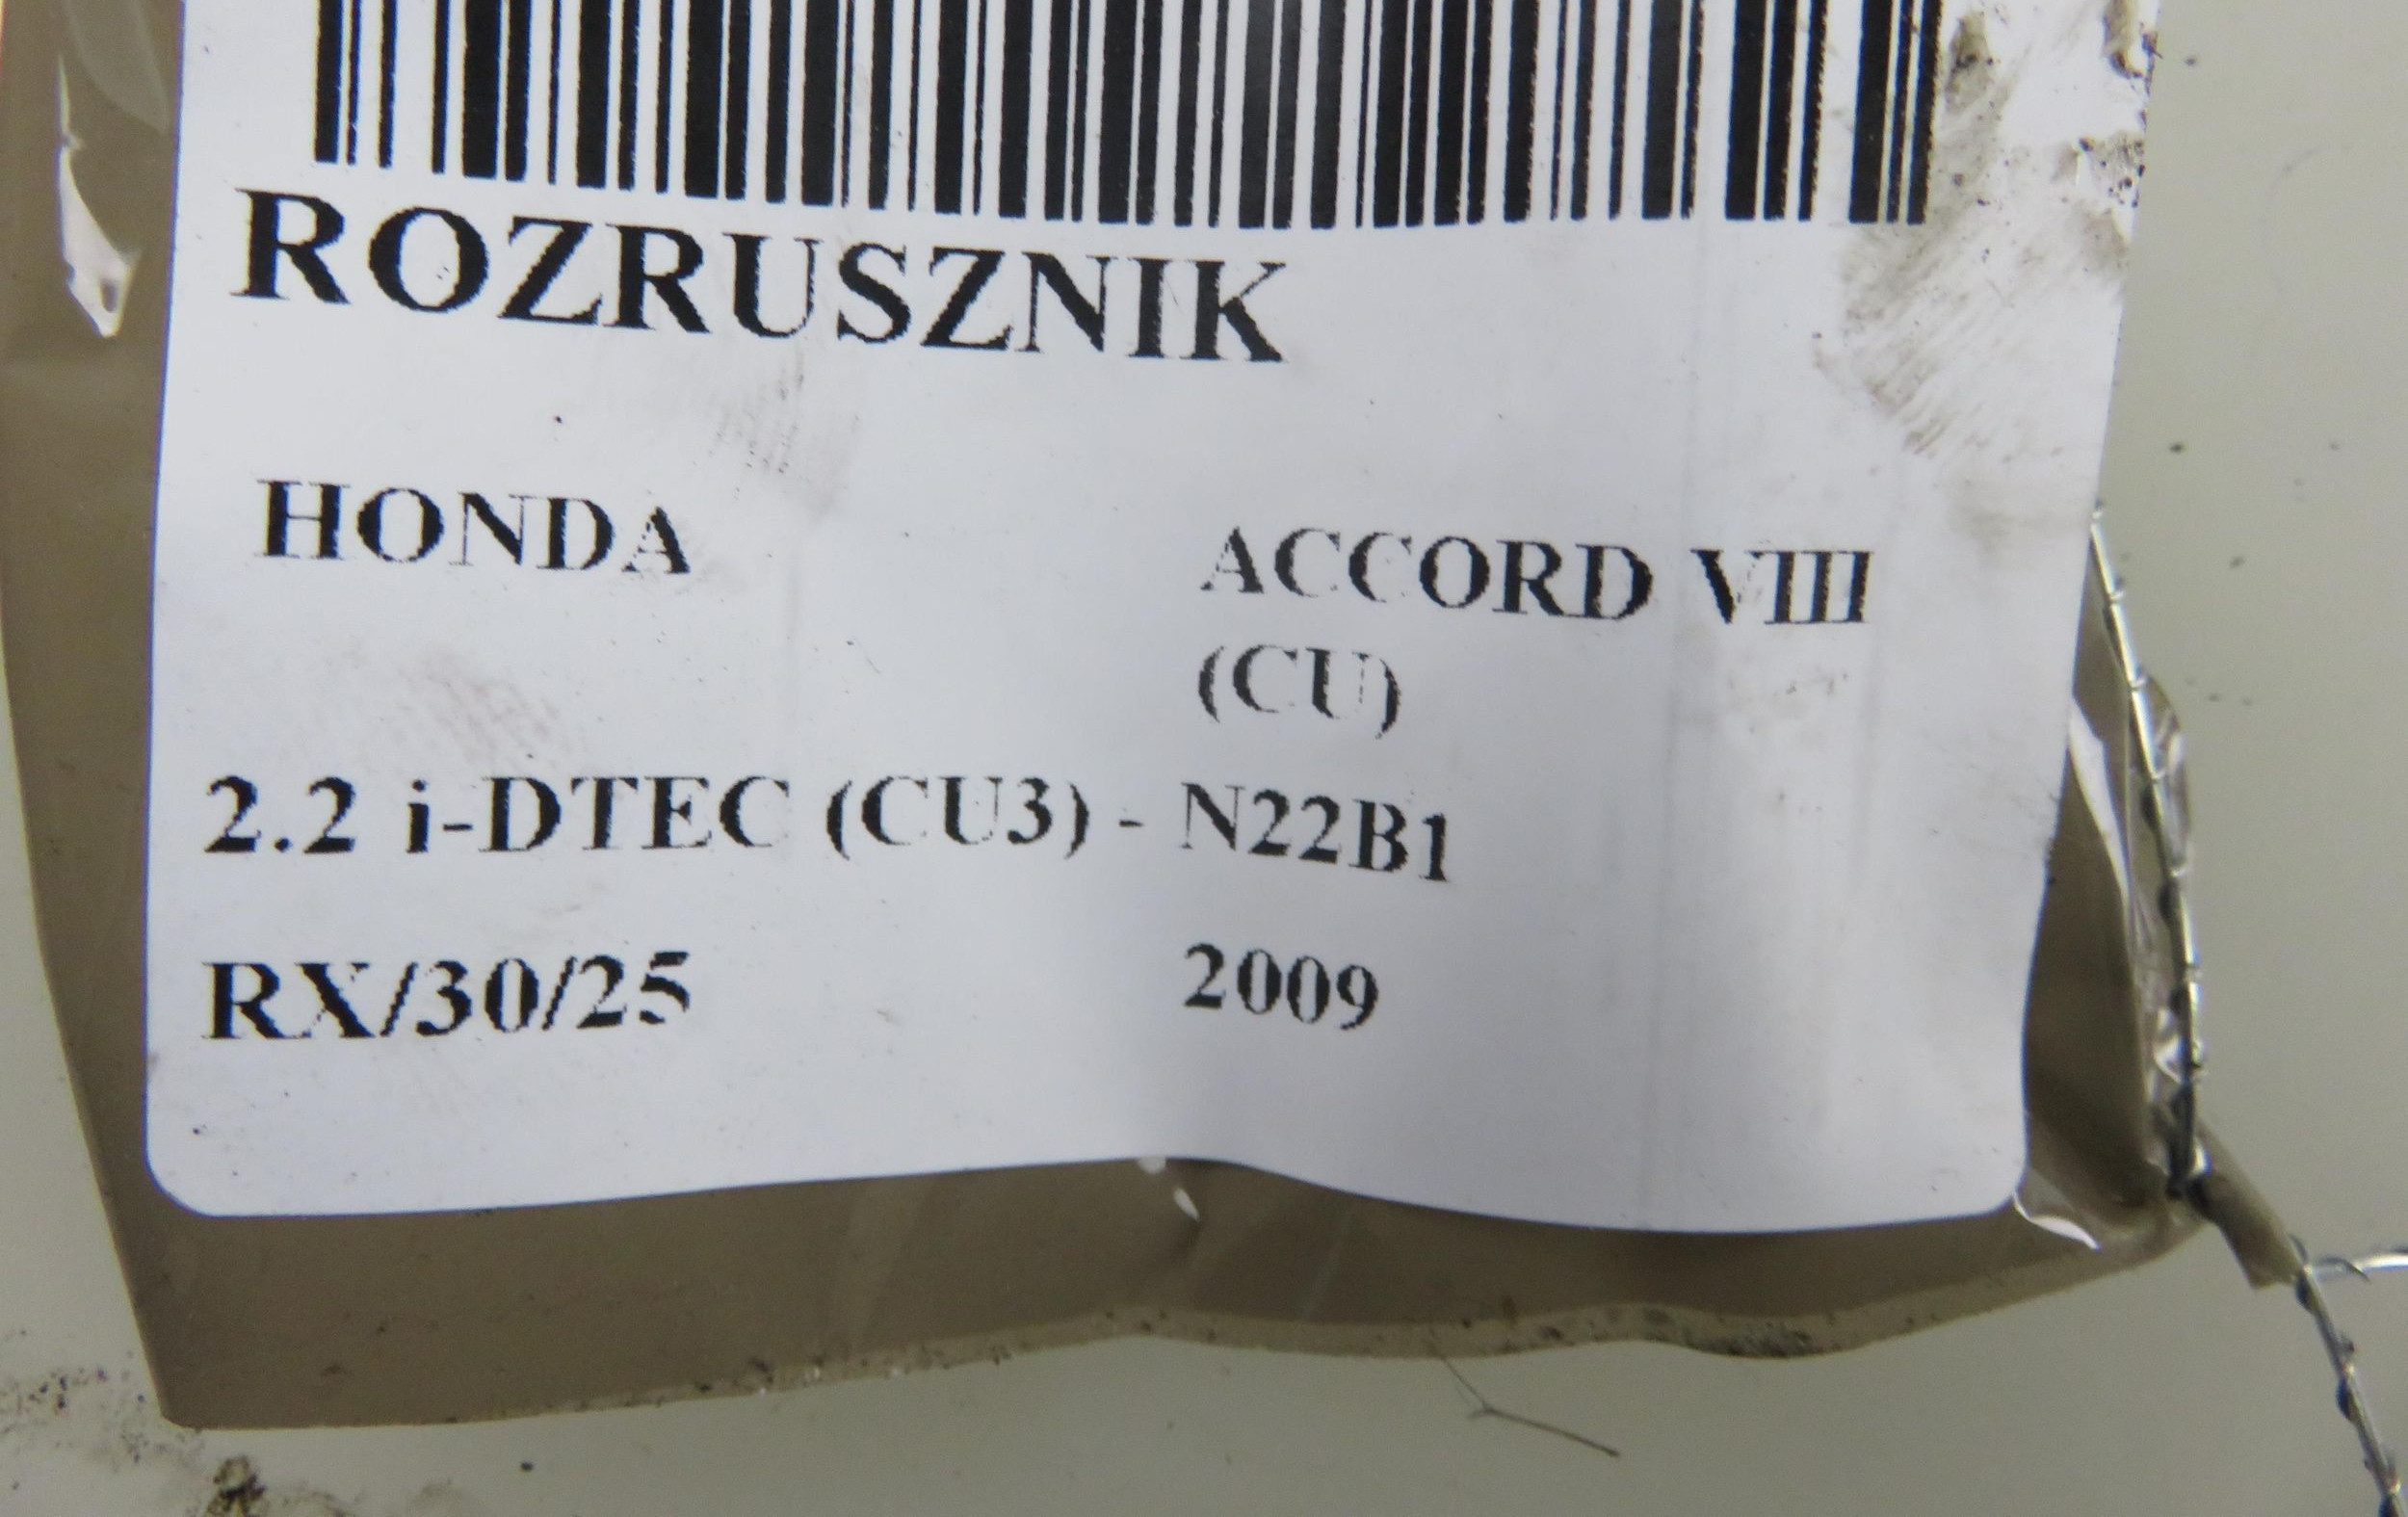 ROZRUSZNIK
HONDA ACCORD VIII
(CU)
2.2 i-DTEC (CU3) - N22B1
RX/30/25 2009